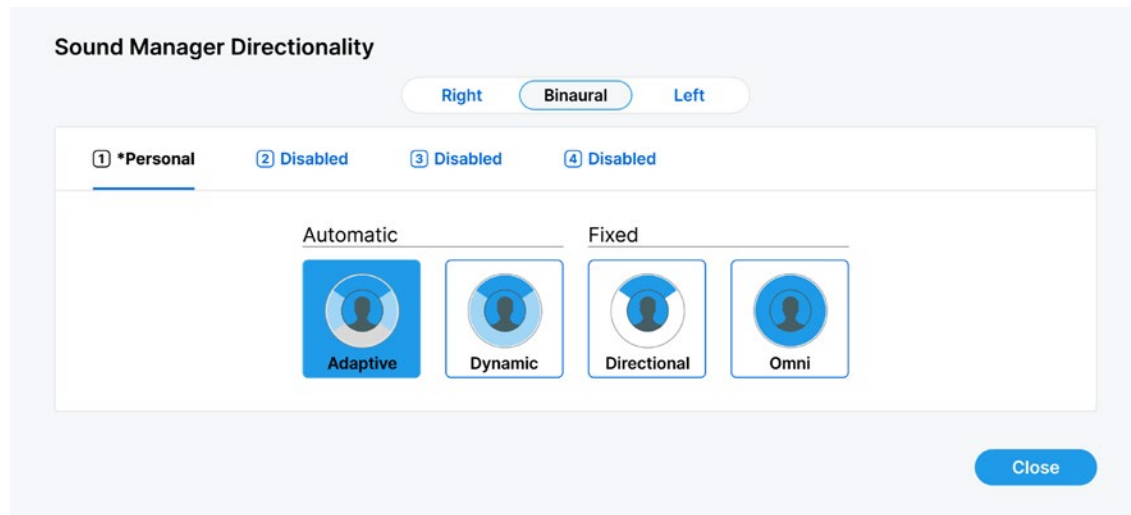 Sound Manager Directionality
Right Binaural Left
1 *Personal 2 Disabled 3 Disabled 4 Disabled
Automatic Fixed
Adaptive Dynamic Directional Omni
Close